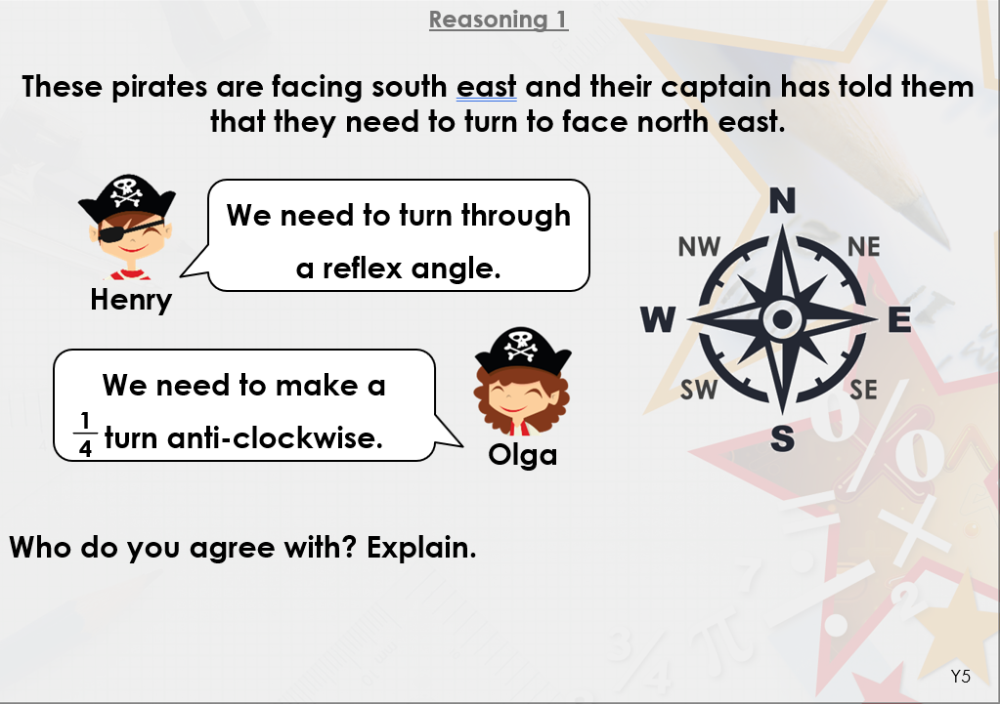 Reasoning 1
These pirates are facing south east and their captain has told them
that they need to turn to face north east.
We need to turn through
a reflex angle.
Henry
N
NW
NE
W
E
SW
SE
S
We need to make a
1/4 turn anti-clockwise.
Olga
Who do you agree with? Explain.
Y5